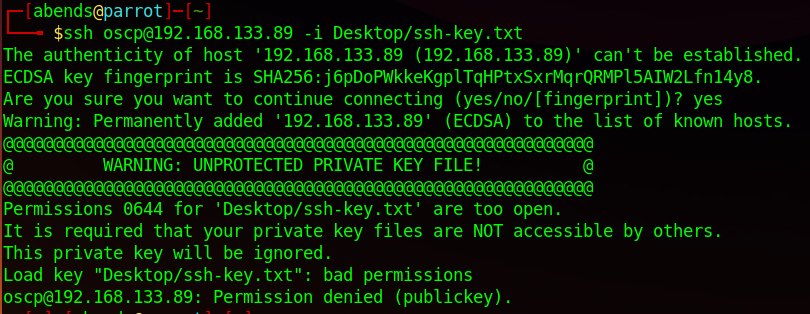 ┌─[abends@parrot]─[~]
└──╼ $ssh oscp@192.168.133.89 -i Desktop/ssh-key.txt
The authenticity of host '192.168.133.89 (192.168.133.89)' can't be established.
ECDSA key fingerprint is SHA256:j6pDoPWkkeKgplTqHPtxSxrMqrQRMPl5AIW2Lfn14y8.
Are you sure you want to continue connecting (yes/no/[fingerprint])? yes
Warning: Permanently added '192.168.133.89' (ECDSA) to the list of known hosts.
@@@@@@@@@@@@@@@@@@@@@@@@@@@@@@@@@@@@@@@@@@@@@@@@@@@@@@@@@@@
@         WARNING: UNPROTECTED PRIVATE KEY FILE!          @
@@@@@@@@@@@@@@@@@@@@@@@@@@@@@@@@@@@@@@@@@@@@@@@@@@@@@@@@@@@
Permissions 0644 for 'Desktop/ssh-key.txt' are too open.
It is required that your private key files are NOT accessible by others.
This private key will be ignored.
Load key "Desktop/ssh-key.txt": bad permissions
oscp@192.168.133.89: Permission denied (publickey).